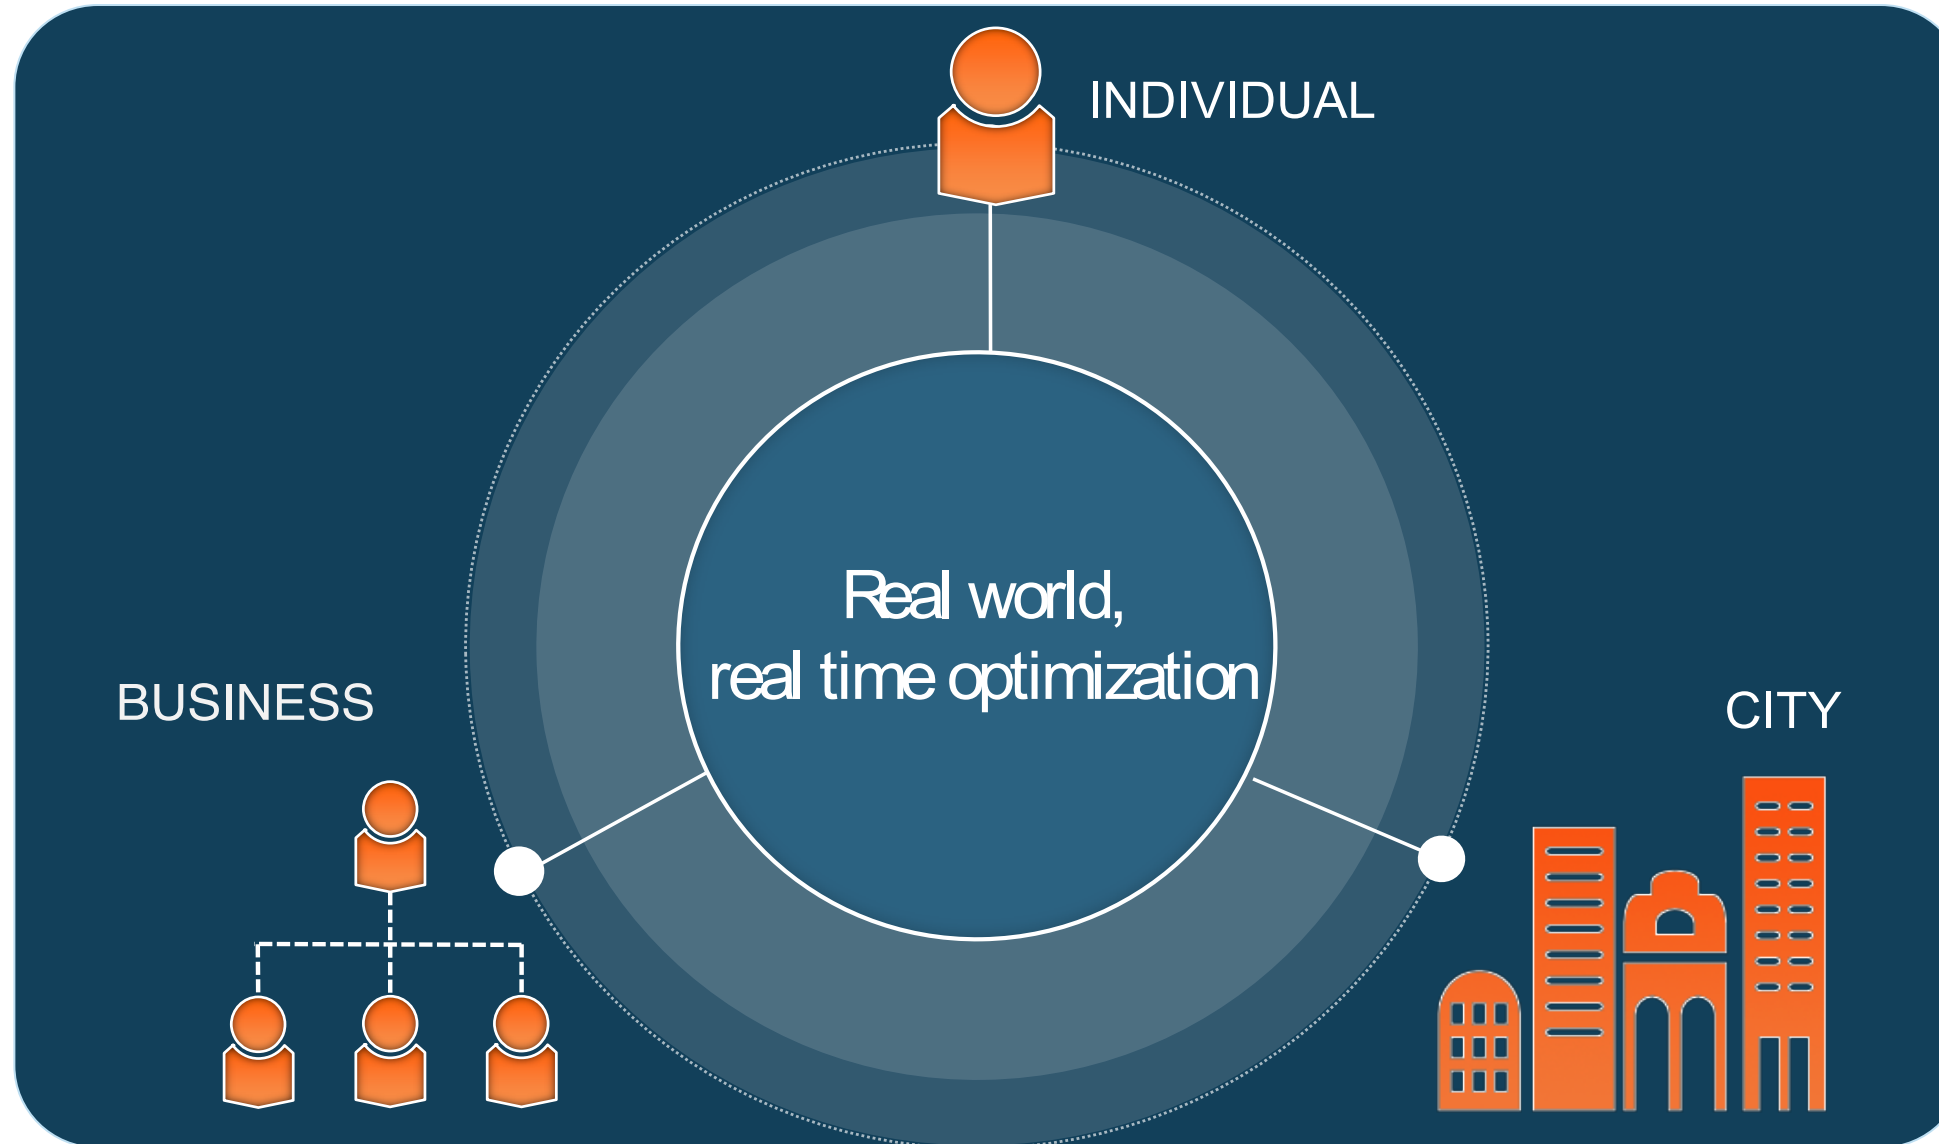 INDIVIDUAL
Real world,
real time optimization
BUSINESS
CITY